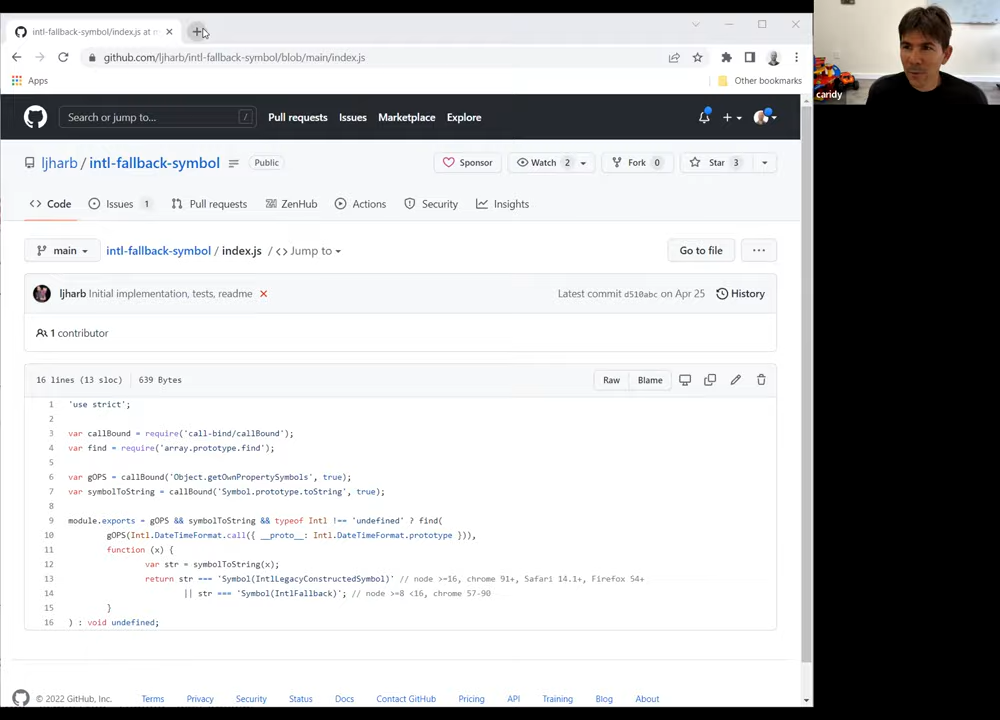 intl-fallback-symbol/index.js at m
github.com/ljharb/intl-fallback-symbol/blob/main/index.js
Apps
Other bookmarks
Search or jump to... /
Pull requests Issues Marketplace Explore
ljharb / intl-fallback-symbol Public
Sponsor Watch 2 Fork 0 Star 3
Code Issues 1 Pull requests ZenHub Actions Security Insights
main intl-fallback-symbol / index.js / <> Jump to Go to file ...
ljharb Initial implementation, tests, readme Latest commit d510abc on Apr 25 History
1 contributor
16 lines (13 sloc) 639 Bytes Raw Blame
1 'use strict';
2
3 var callBound = require('call-bind/callBound');
4 var find = require('array.prototype.find');
5
6 var gOPS = callBound('Object.getOwnPropertySymbols', true);
7 var symbolToString = callBound('Symbol.prototype.toString', true);
8
9 module.exports = gOPS && symbolToString && typeof Intl !== 'undefined' ? find(
10 gOPS(Intl.DateTimeFormat.call({ __proto__: Intl.DateTimeFormat.prototype })),
11 function (x) {
12 var str = symbolToString(x);
13 return str === 'Symbol(IntlLegacyConstructedSymbol)' // node >=16, chrome 91+, Safari 14.1+, Firefox 54+
14 || str === 'Symbol(IntlFallback)'; // node >=8 <16, chrome 57-90
15 }
16 ) : void undefined;
© 2022 GitHub, Inc. Terms Privacy Security Status Docs Contact GitHub Pricing API Training Blog About
caridy